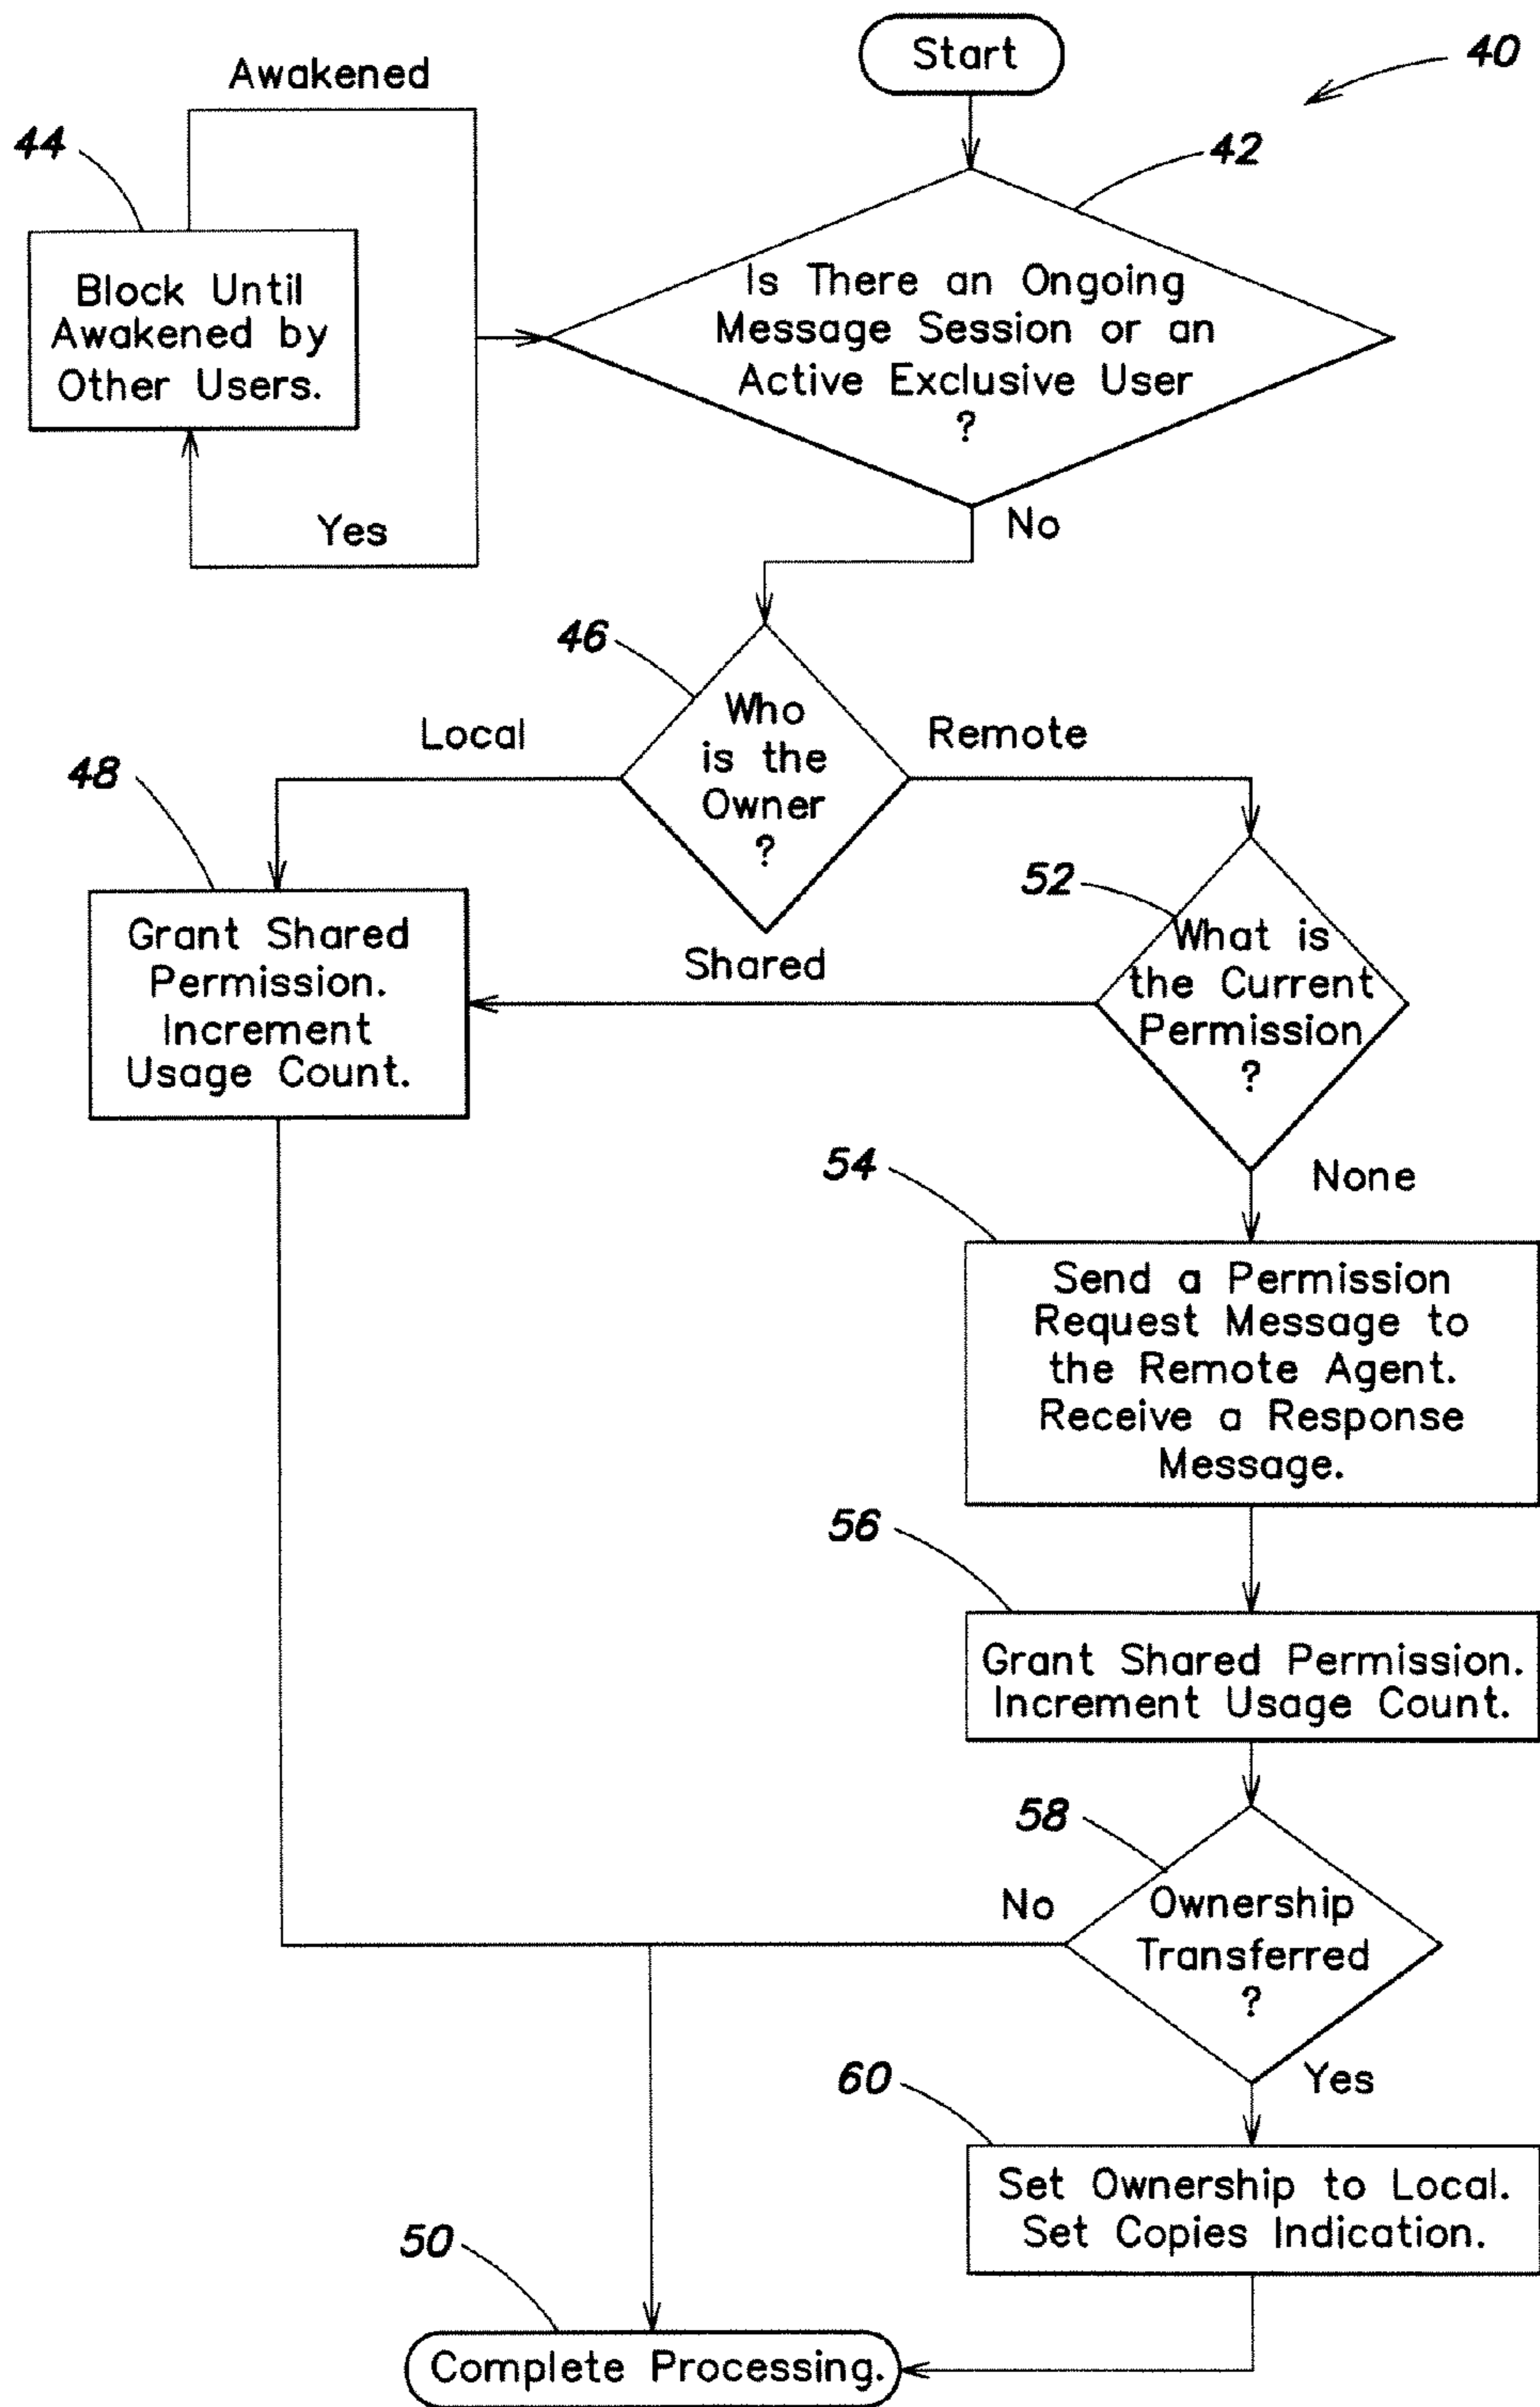 Start
40
Awakened
44
42
Block Until
Awakened by
Other Users.
Is There an Ongoing
Message Session or an
Active Exclusive User
?
Yes
No
46
Who
is the
Owner
?
Local
Remote
48
52
Grant Shared
Permission.
Increment
Usage Count.
Shared
What is
the Current
Permission
?
54
None
Send a Permission
Request Message to
the Remote Agent.
Receive a Response
Message.
56
Grant Shared Permission.
Increment Usage Count.
58
No
Ownership
Transferred
?
60
Yes
Set Ownership to Local.
Set Copies Indication.
50
Complete Processing.